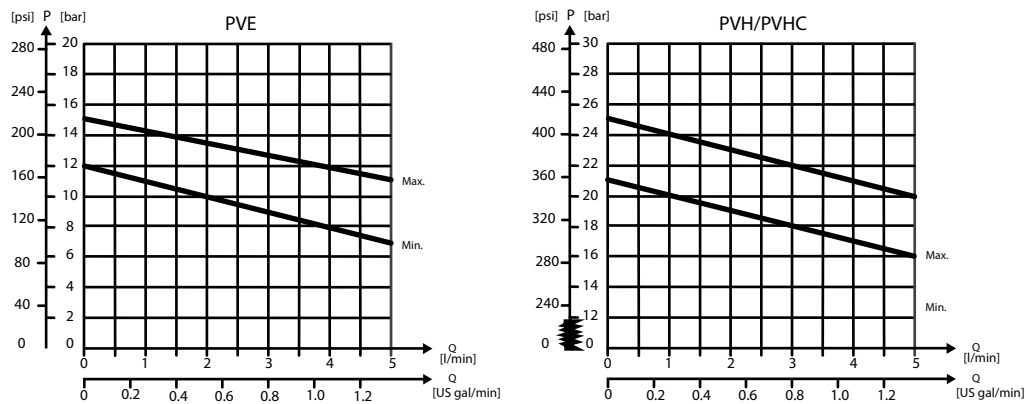 PVE
[psi] P [bar]
280 20
18
240 16
200 14
12
160 10
120 8
80 6
4
40 2
0 0
Max.
Min.
0 1 2 3 4 5
Q
[l/min]
0 0.2 0.4 0.6 0.8 1.0 1.2
Q
[US gal/min]
PVH/PVHC
[psi] P [bar]
480 30
28
440 26
400 24
22
360 20
320 18
16
280 14
240 12
0 0
Max.
Min.
0 1 2 3 4 5
Q
[l/min]
0 0.2 0.4 0.6 0.8 1.0 1.2
Q
[US gal/min]